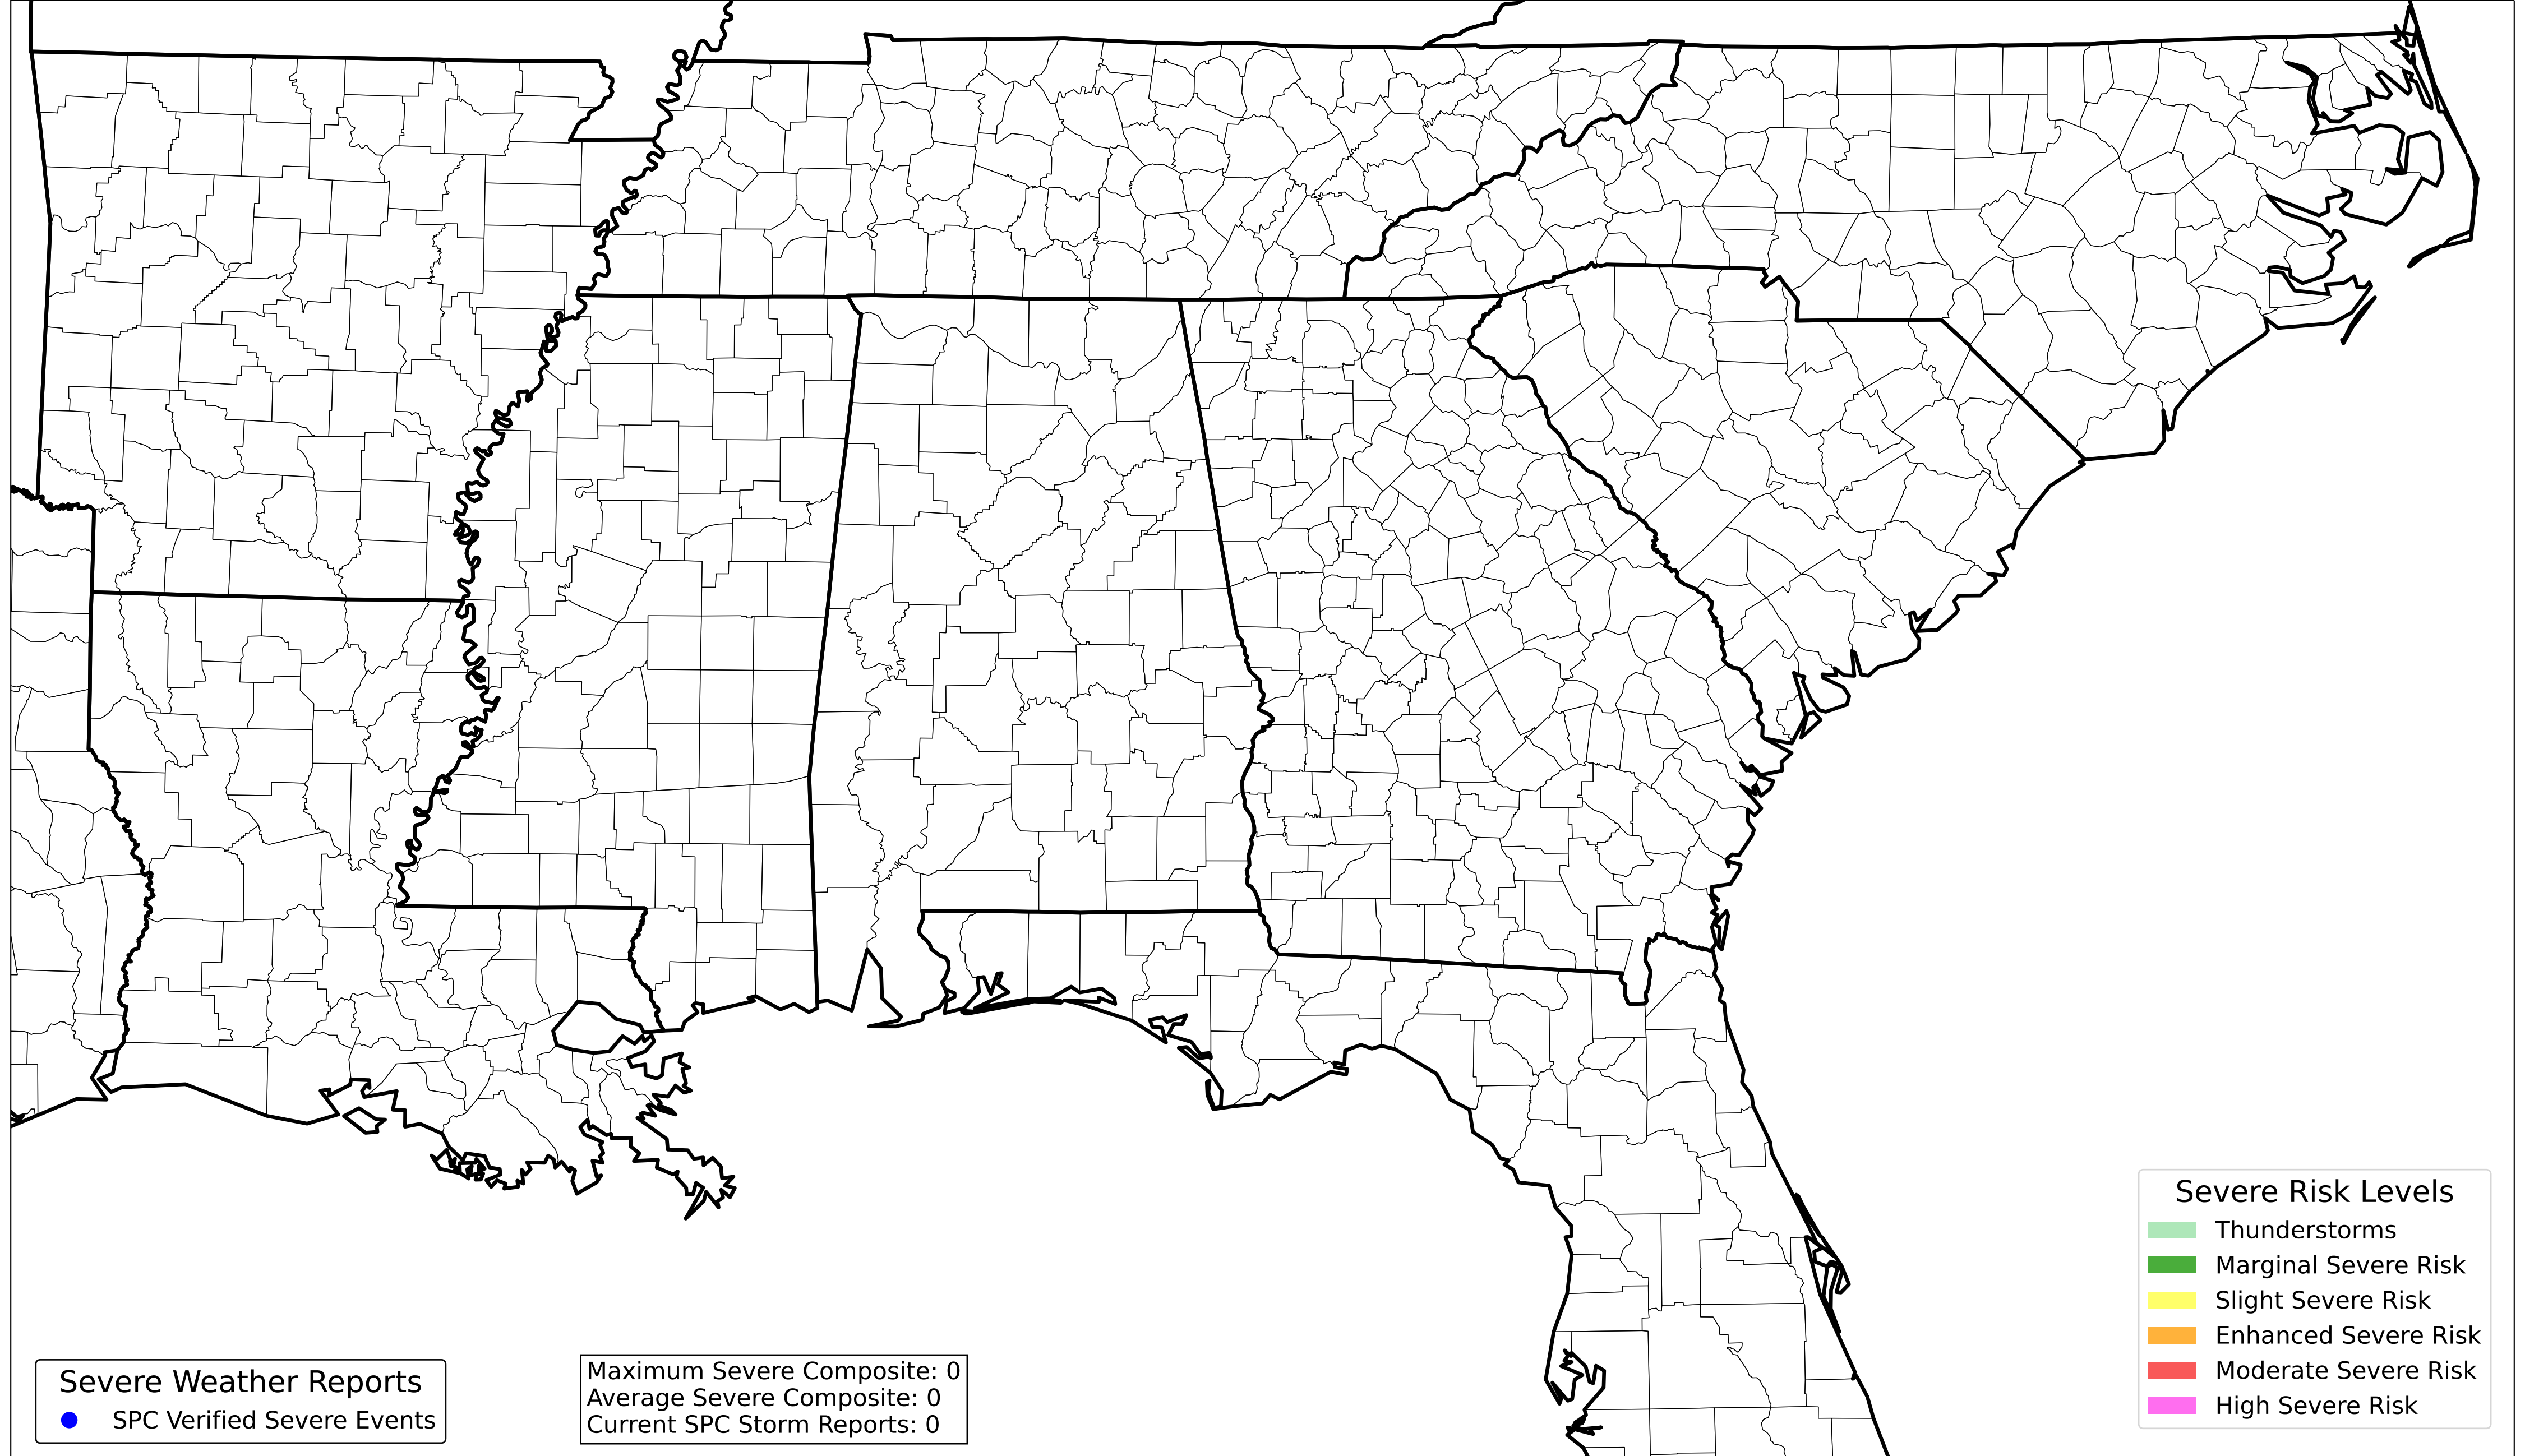 Severe Weather Reports
SPC Verified Severe Events
Maximum Severe Composite: 0
Average Severe Composite: 0
Current SPC Storm Reports: 0
Severe Risk Levels
Thunderstorms
Marginal Severe Risk
Slight Severe Risk
Enhanced Severe Risk
Moderate Severe Risk
High Severe Risk